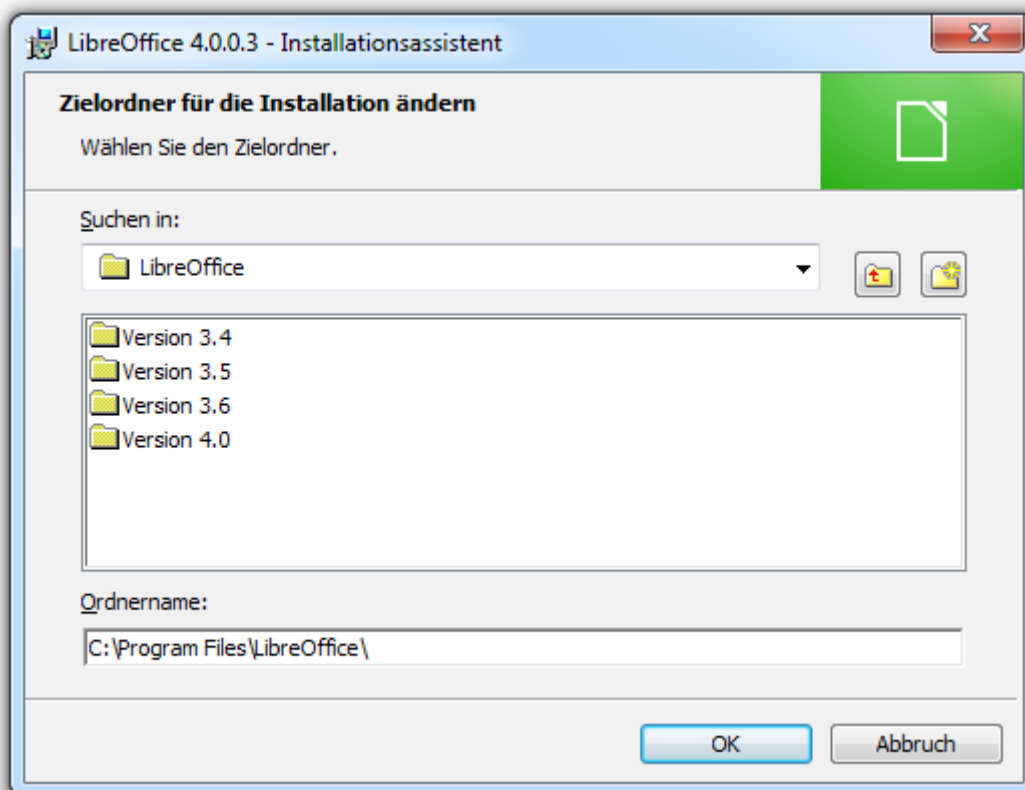 LibreOffice 4.0.0.3 - Installationsassistent
Zielordner für die Installation ändern
Wählen Sie den Zielordner.
Suchen in:
LibreOffice
Version 3.4
Version 3.5
Version 3.6
Version 4.0
Ordnername:
C:\Program Files\LibreOffice\
OK
Abbruch